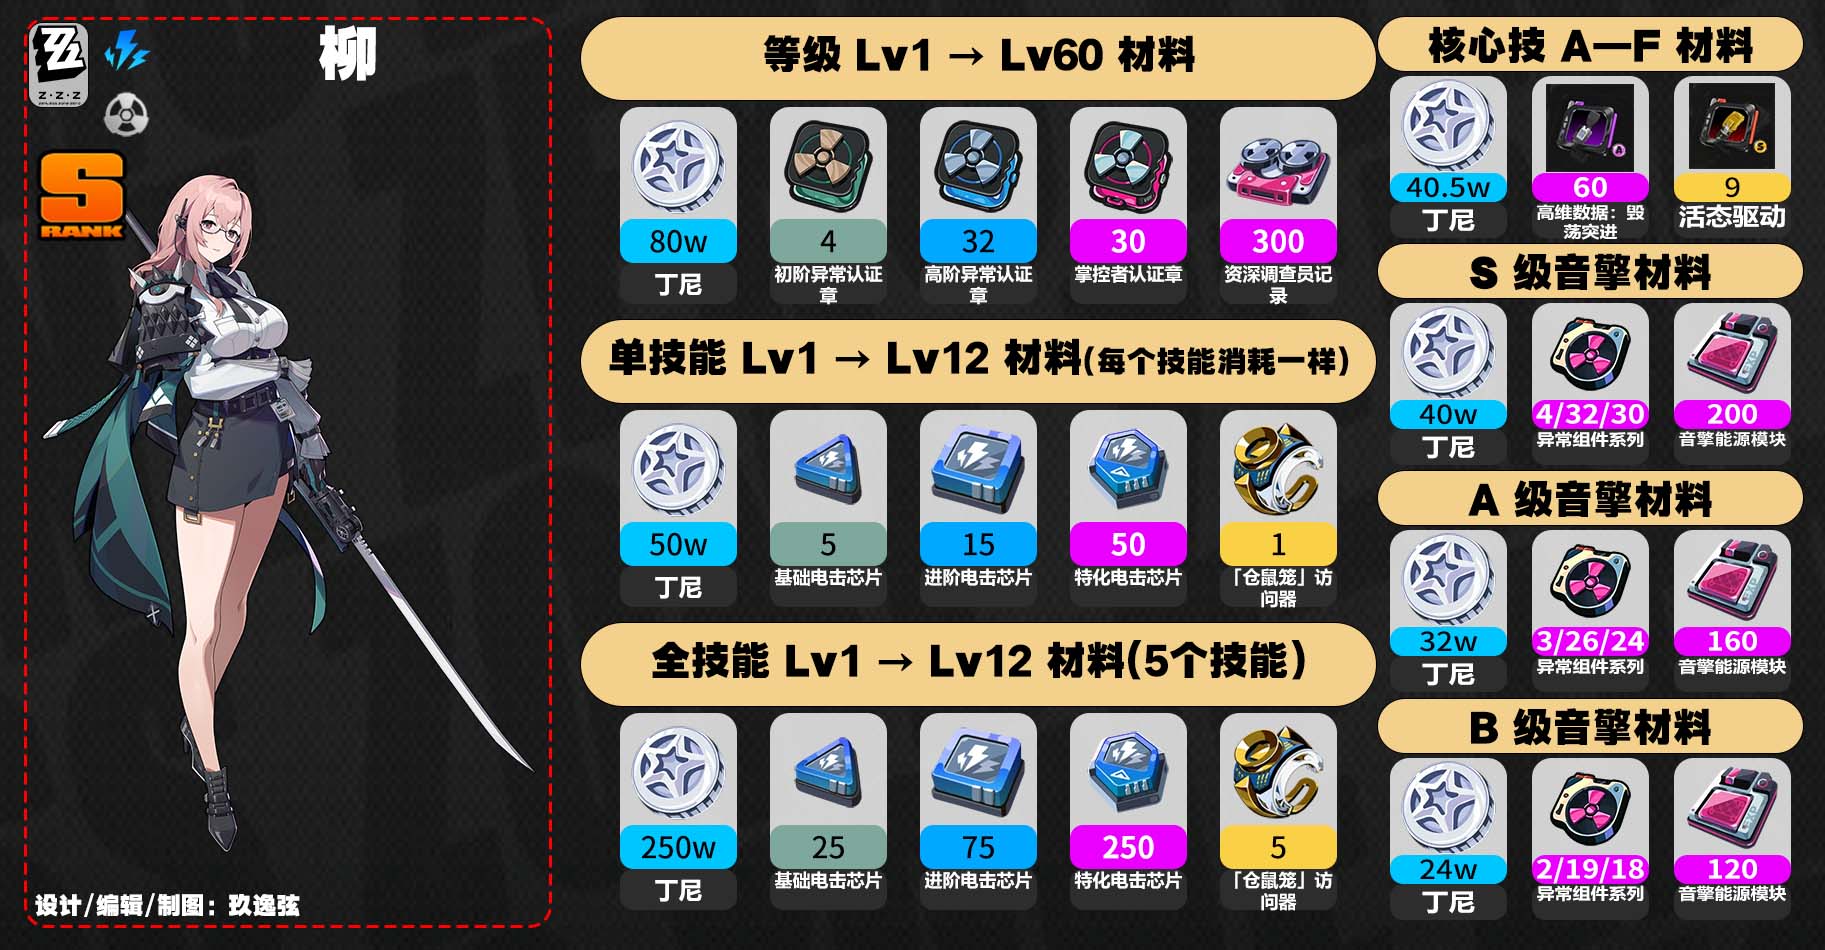 Z·Z·Z
柳
S
RANK
设计/编辑/制图：玖逸弦
等级 Lv1 → Lv60 材料
80w
丁尼
4
初阶异常认证
章
32
高阶异常认证
章
30
掌控者认证章
300
资深调查员记
录
单技能 Lv1 → Lv12 材料(每个技能消耗一样)
50w
丁尼
5
基础电击芯片
15
进阶电击芯片
50
特化电击芯片
1
「仓鼠笼」访
问器
全技能 Lv1 → Lv12 材料(5个技能)
250w
丁尼
25
基础电击芯片
75
进阶电击芯片
250
特化电击芯片
5
「仓鼠笼」访
问器
核心技 A—F 材料
40.5w
丁尼
A
60
高维数据：毁
荡突进
S
9
活态驱动
S 级音擎材料
40w
丁尼
4/32/30
异常组件系列
200
音擎能源模块
A 级音擎材料
32w
丁尼
3/26/24
异常组件系列
160
音擎能源模块
B 级音擎材料
24w
丁尼
2/19/18
异常组件系列
120
音擎能源模块